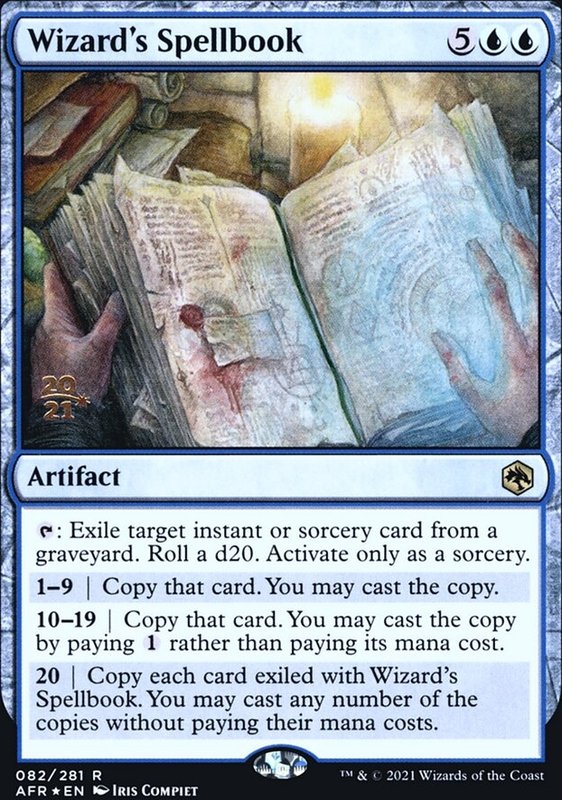 Wizard's Spellbook 5
20
21
Artifact
: Exile target instant or sorcery card from a
graveyard. Roll a d20. Activate only as a sorcery.
1–9 | Copy that card. You may cast the copy.
10–19 | Copy that card. You may cast the copy
by paying 1 rather than paying its mana cost.
20 | Copy each card exiled with Wizard's
Spellbook. You may cast any number of the
copies without paying their mana costs.
082/281 R
AFR ★ EN Iris Compiet
™ & © 2021 Wizards of the Coast